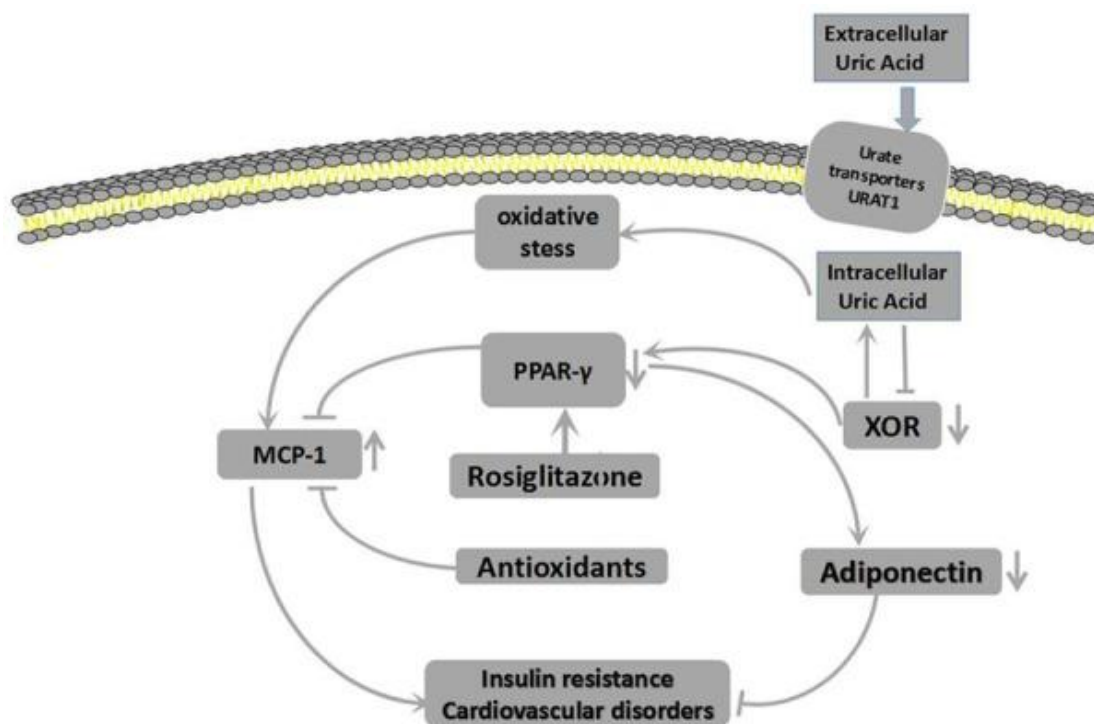 Extracellular
Uric Acid
Urate
transporters
URAT1
oxidative
stess
Intracellular
Uric Acid
PPAR-γ
XOR
MCP-1
Rosiglitazone
Antioxidants
Adiponectin
Insulin resistance
Cardiovascular disorders